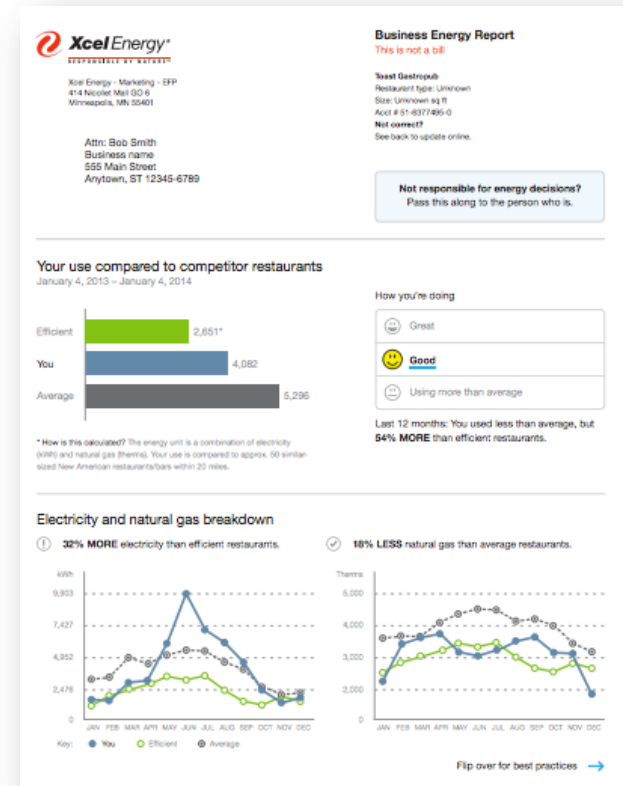 Xcel Energy®
RESPONSIBLE BY NATURE™
Xcel Energy - Marketing - EFP
414 Nicollet Mall GO 6
Minneapolis, MN 55401
Attn: Bob Smith
Business name
555 Main Street
Anytown, ST 12345-6789
Business Energy Report
This is not a bill
Toast Gastropub
Restaurant type: Unknown
Size: Unknown sq ft
Acct # 51-6377495-0
Not correct?
See back to update online.
Not responsible for energy decisions?
Pass this along to the person who is.
Your use compared to competitor restaurants
January 4, 2013 – January 4, 2014
Efficient 2,651*
You 4,082
Average 5,296
* How is this calculated? The energy unit is a combination of electricity
(kWh) and natural gas (therms). Your use is compared to approx. 50 similar-
sized New American restaurants/bars within 20 miles.
How you're doing
Great
Good
Using more than average
Last 12 months: You used less than average, but
54% MORE than efficient restaurants.
Electricity and natural gas breakdown
32% MORE electricity than efficient restaurants.
kWh
9,903
7,427
4,952
2,476
0
JAN FEB MAR APR MAY JUN JUL AUG SEP OCT NOV DEC
Key: You Efficient Average
18% LESS natural gas than average restaurants.
Therms
5,000
4,000
3,000
2,000
0
JAN FEB MAR APR MAY JUN JUL AUG SEP OCT NOV DEC
Flip over for best practices